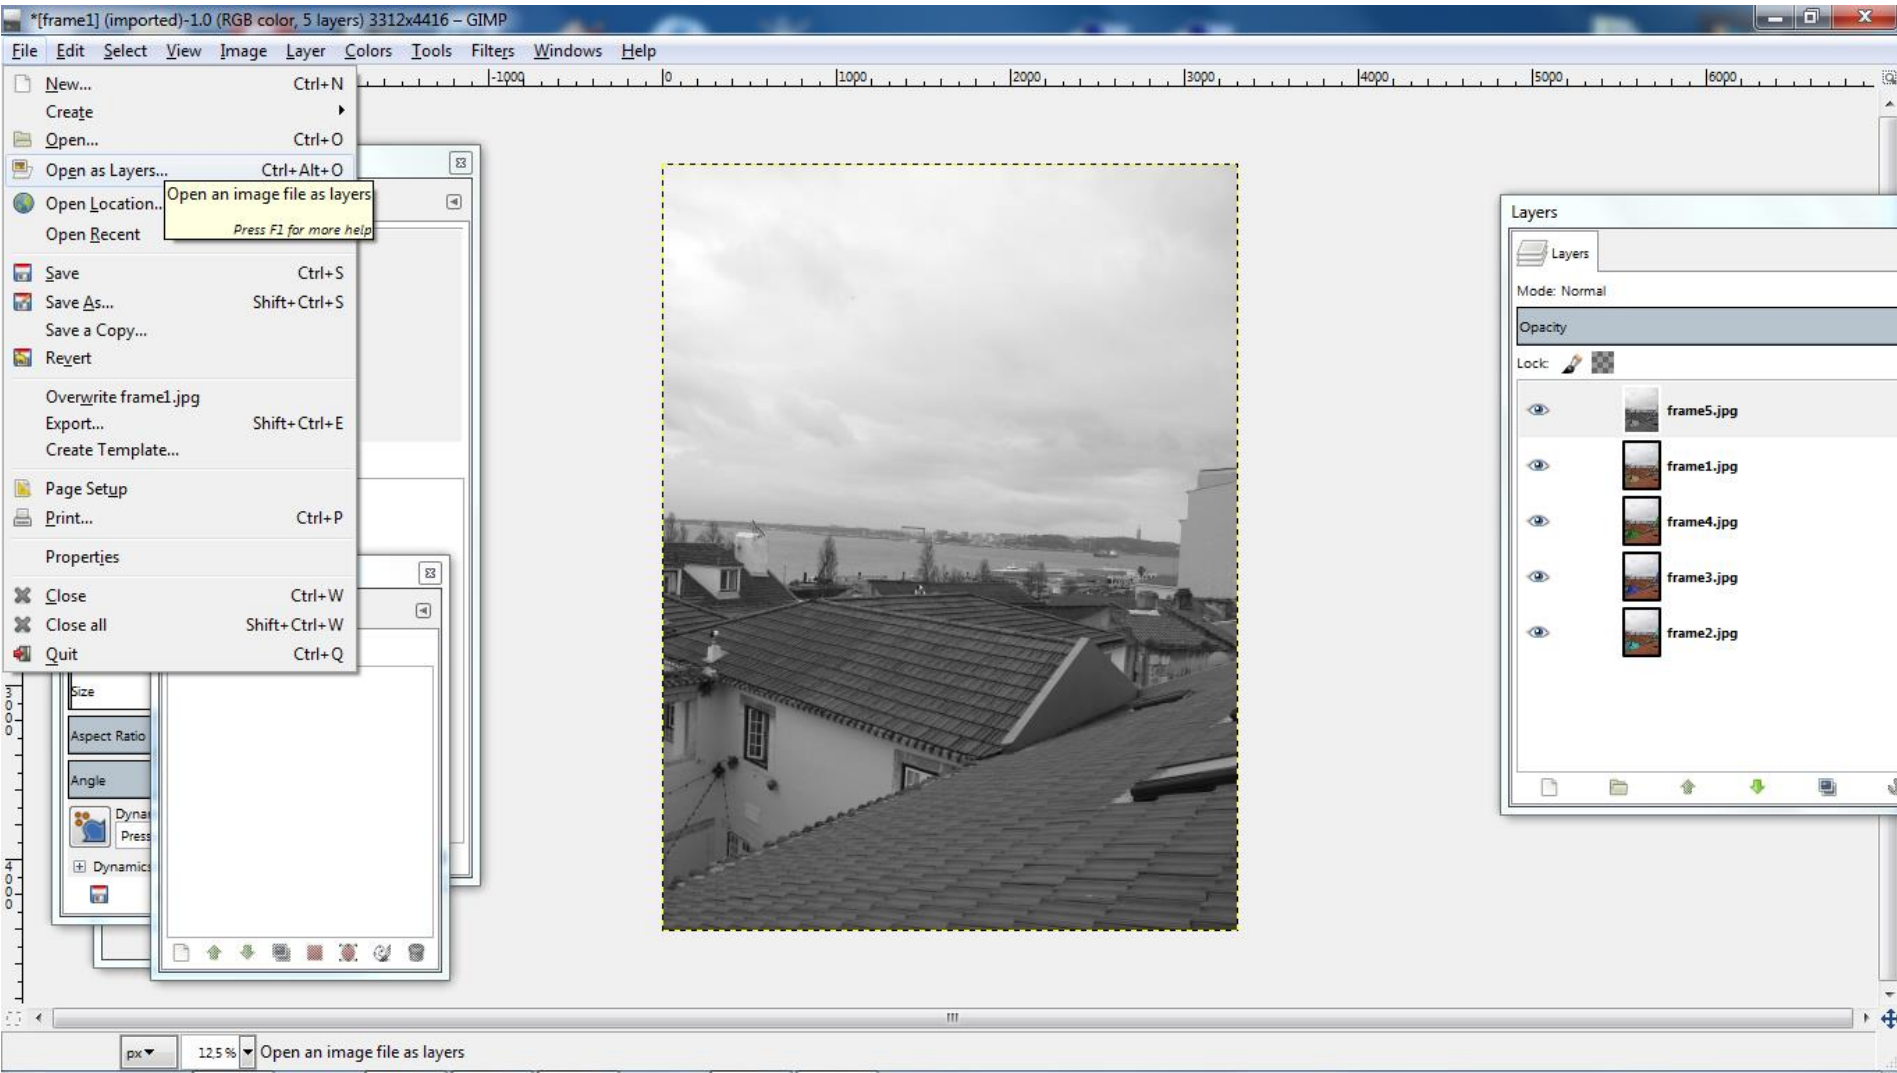 *[frame1] (imported)-1.0 (RGB color, 5 layers) 3312x4416 – GIMP
File Edit Select View Image Layer Colors Tools Filters Windows Help
-1000 0 1000 2000 3000 4000 5000 6000
New... Ctrl+N
Create
Open... Ctrl+O
Open as Layers... Ctrl+Alt+O
Open an image file as layers
Press F1 for more help
Open Location...
Open Recent
Save Ctrl+S
Save As... Shift+Ctrl+S
Save a Copy...
Revert
Overwrite frame1.jpg
Export... Shift+Ctrl+E
Create Template...
Page Setup
Print... Ctrl+P
Properties
Close Ctrl+W
Close all Shift+Ctrl+W
Quit Ctrl+Q
3000
4000
Size
Aspect Ratio
Angle
Dynar
Press
Dynamics
Layers
Layers
Mode: Normal
Opacity
Lock:
frame5.jpg
frame1.jpg
frame4.jpg
frame3.jpg
frame2.jpg
px 12,5 % Open an image file as layers